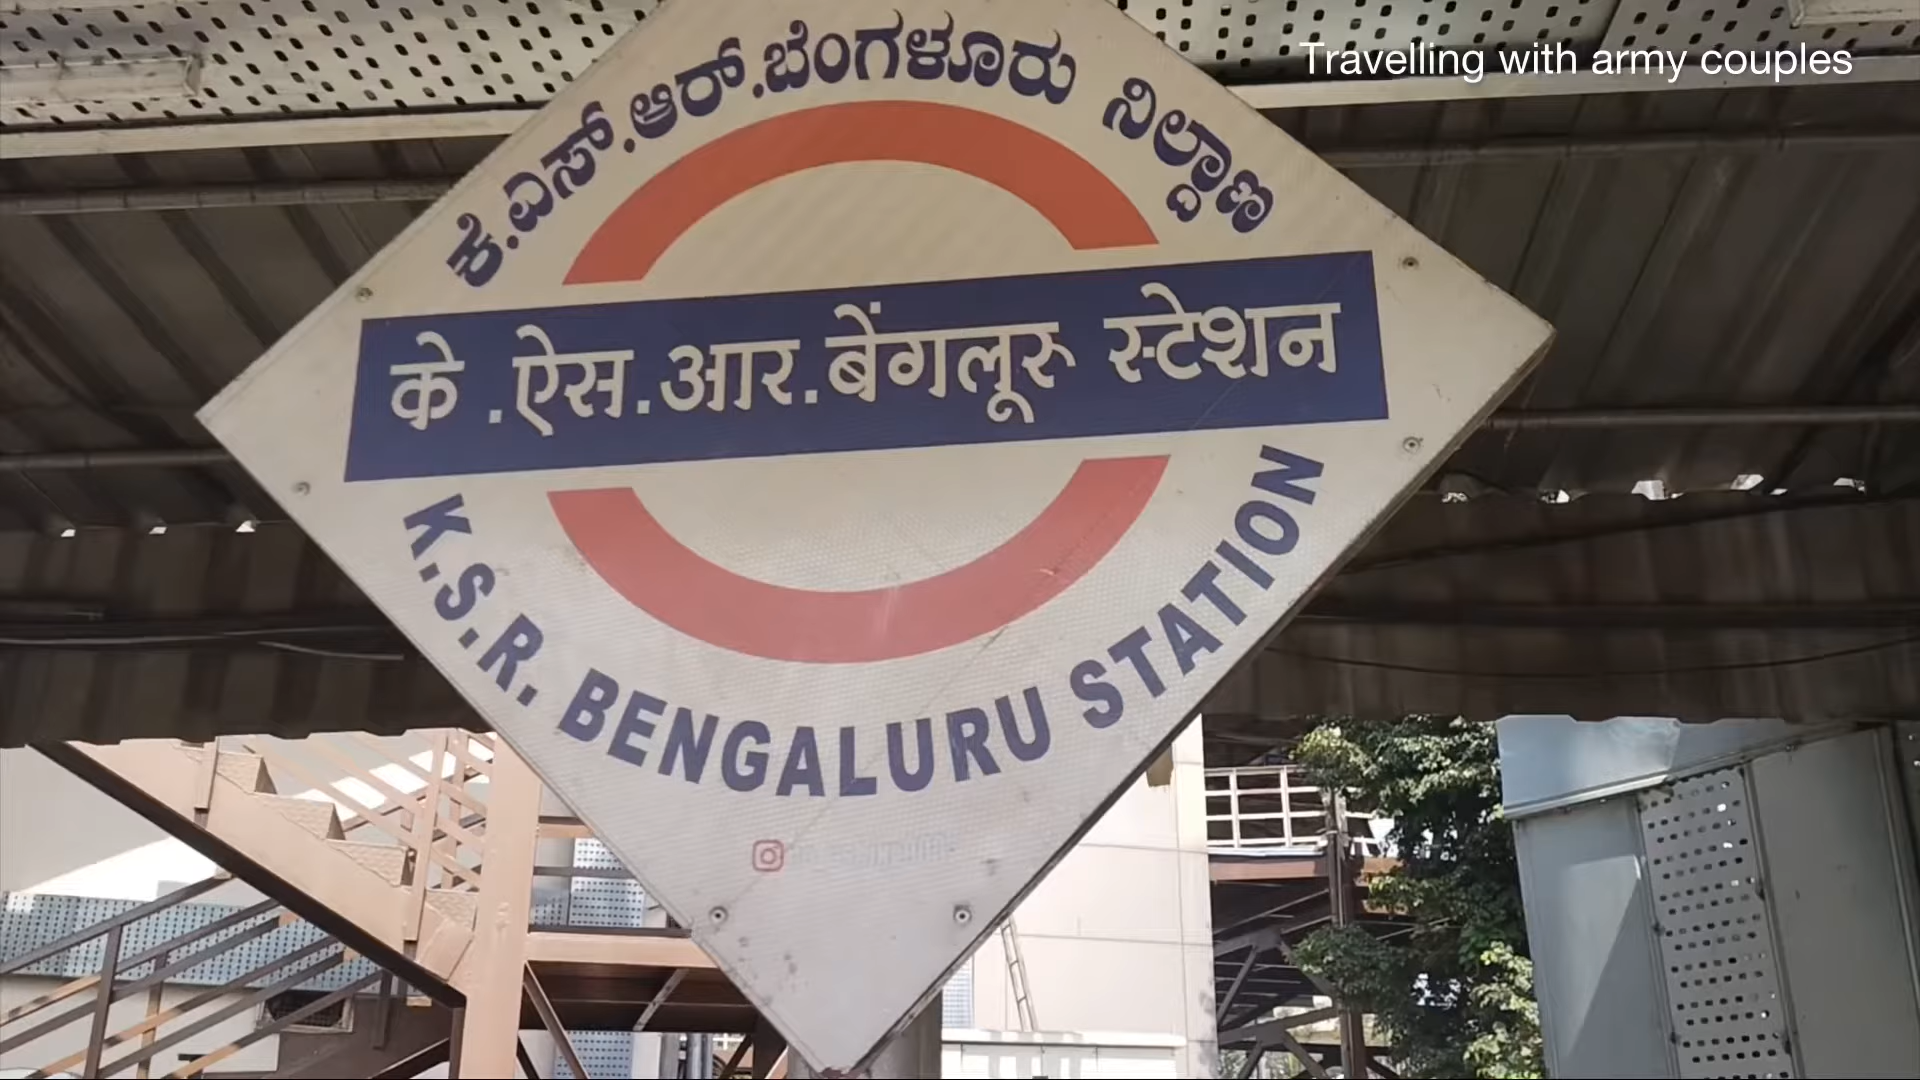 Travelling with army couples
ಕೆ.ಎಸ್.ಆರ್.ಬೆಂಗಳೂರು ನಿಲ್ದಾಣ
के .ऐस.आर.बेंगलूरु स्टेशन
K.S.R. BENGALURU STATION